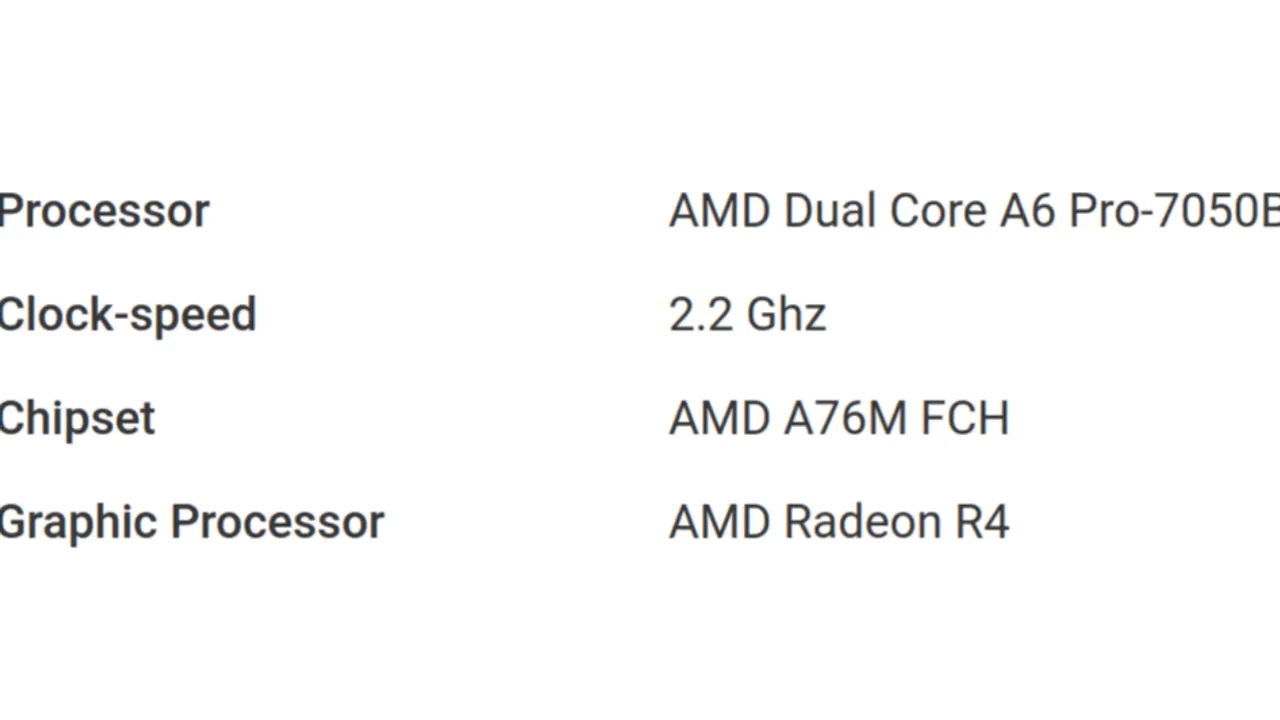 Processor AMD Dual Core A6 Pro-7050B
Clock-speed 2.2 Ghz
Chipset AMD A76M FCH
Graphic Processor AMD Radeon R4